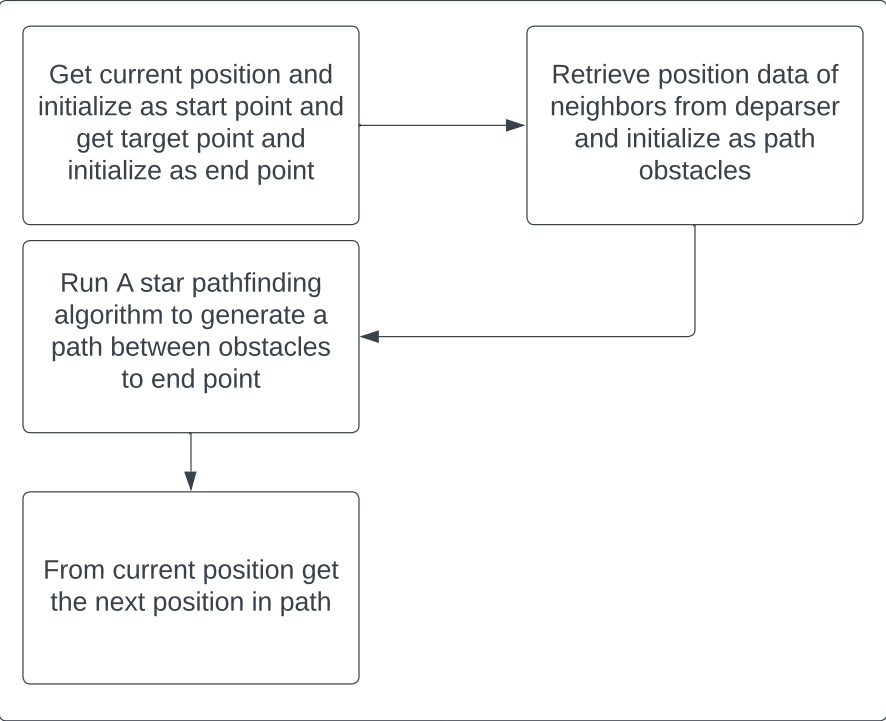 Get current position and
initialize as start point and
get target point and
initialize as end point
Retrieve position data of
neighbors from deparser
and initialize as path
obstacles
Run A star pathfinding
algorithm to generate a
path between obstacles
to end point
From current position get
the next position in path